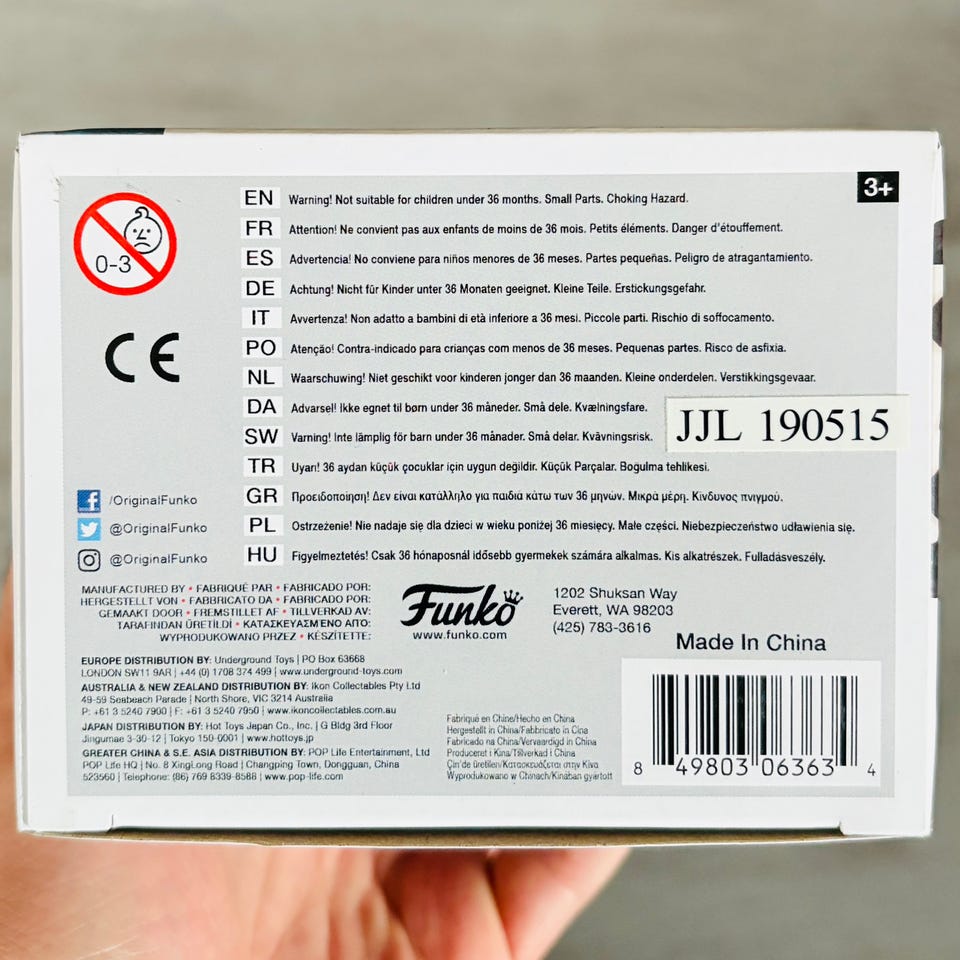 3+
0-3
CE
EN Warning! Not suitable for children under 36 months. Small Parts. Choking Hazard.
FR Attention! Ne convient pas aux enfants de moins de 36 mois. Petits éléments. Danger d'étouffement.
ES Advertencia! No conviene para niños menores de 36 meses. Partes pequeñas. Peligro de atragantamiento.
DE Achtung! Nicht für Kinder unter 36 Monaten geeignet. Kleine Teile. Erstickungsgefahr.
IT Avvertenza! Non adatto a bambini di età inferiore a 36 mesi. Piccole parti. Rischio di soffocamento.
PO Atenção! Contra-indicado para crianças com menos de 36 meses. Pequenas partes. Risco de asfixia.
NL Waarschuwing! Niet geschikt voor kinderen jonger dan 36 maanden. Kleine onderdelen. Verstikkingsgevaar.
DA Advarsel! Ikke egnet til børn under 36 måneder. Små dele. Kvælningsfare.
SW Varning! Inte lämplig för barn under 36 månader. Små delar. Kvävningsrisk.
JJL 190515
TR Uyarı! 36 aydan küçük çocuklar için uygun değildir. Küçük Parçalar. Bogulma tehlikesi.
GR Προειδοποίηση! Δεν είναι κατάλληλο για παιδιά κάτω των 36 μηνών. Μικρά μέρη. Κίνδυνος πνιγμού.
PL Ostrzeżenie! Nie nadaje się dla dzieci w wieku poniżej 36 miesięcy. Małe części. Niebezpieczeństwo udławienia się.
HU Figyelmeztetés! Csak 36 hónaposnál idősebb gyermekek számára alkalmas. Kis alkatrészek. Fulladásveszély.
/OriginalFunko
@OriginalFunko
@OriginalFunko
MANUFACTURED BY • FABRIQUÉ PAR • FABRICADO POR:
HERGESTELLT VON • FABBRICATO DA • FABRICADO POR:
GEMAAKT DOOR • FREMSTILLET AF • TILLVERKAD AV:
TARAFINDAN ÜRETİLDİ • ΚΑΤΑΣΚΕΥΑΣΜΕΝΟ ΑΠΟ:
WYPRODUKOWANO PRZEZ • KÉSZÍTETTE:
Funko
www.funko.com
1202 Shuksan Way
Everett, WA 98203
(425) 783-3616
Made In China
EUROPE DISTRIBUTION BY: Underground Toys | PO Box 63668
LONDON SW11 9AR | +44 (0) 1708 374 499 | www.underground-toys.com
AUSTRALIA & NEW ZEALAND DISTRIBUTION BY: Ikon Collectables Pty Ltd
49-59 Seabeach Parade | North Shore, VIC 3214 Australia
P: +61 3 5240 7900 | F: +61 3 5240 7950 | www.ikoncollectables.com.au
JAPAN DISTRIBUTION BY: Hot Toys Japan Co., Inc. | G Bldg 3rd Floor
Jingumae 3-30-12 | Tokyo 150-0001 | www.hottoys.jp
GREATER CHINA & S.E. ASIA DISTRIBUTION BY: POP Life Entertainment, Ltd
POP Life HQ | No. 8 XingLong Road | Changping Town, Dongguan, China
523560 | Telephone: (86) 769 8339-8588 | www.pop-life.com
Fabriqué en Chine/Hecho en China
Hergestellt in China/Fabbricato in Cina
Fabricado na China/Vervaardigd in China
Produceret i Kina/Tillverkad i China
Çin'de üretilen/Κατασκευάζεται στην Κίνα
Wyprodukowano w Chinach/Kínában gyártott
8 49803 06363 4